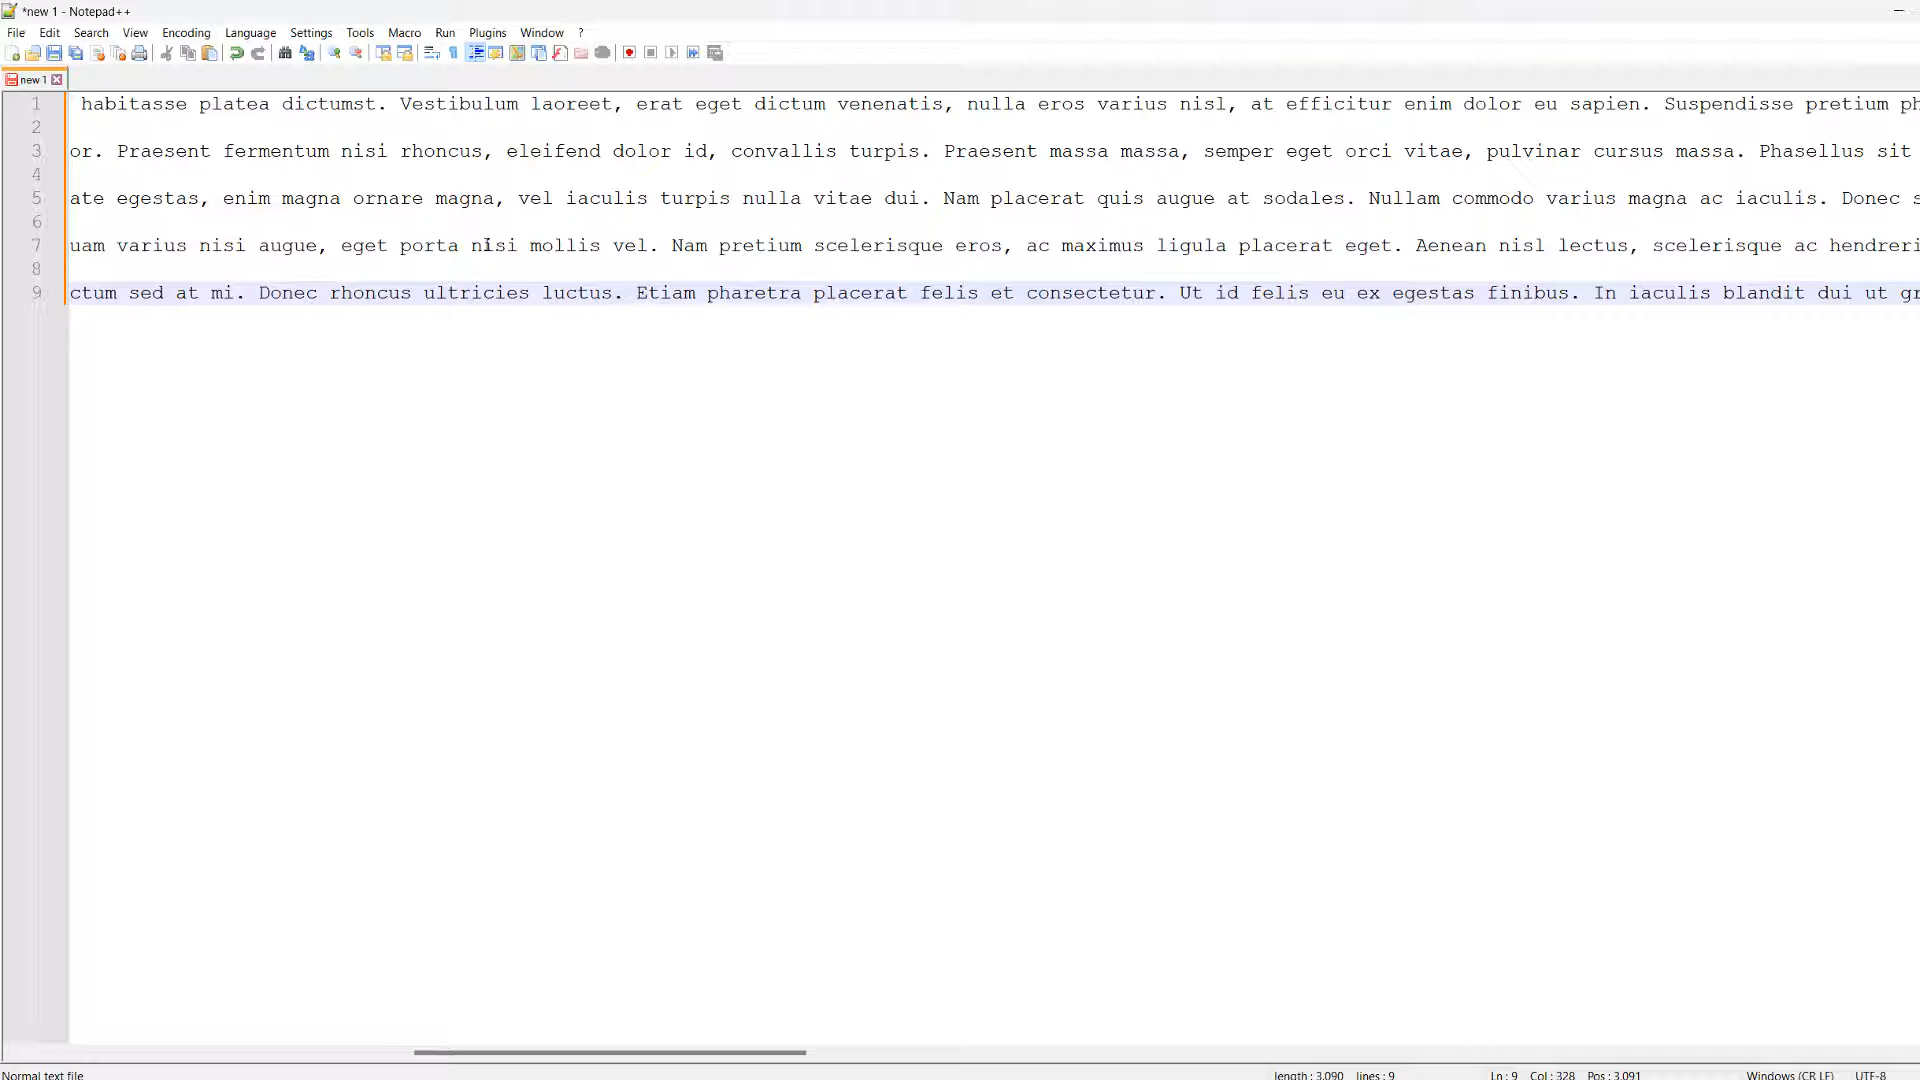 *new 1 - Notepad++
File Edit Search View Encoding Language Settings Tools Macro Run Plugins Window ?
new 1
1 habitasse platea dictumst. Vestibulum laoreet, erat eget dictum venenatis, nulla eros varius nisl, at efficitur enim dolor eu sapien. Suspendisse pretium ph
2
3 or. Praesent fermentum nisi rhoncus, eleifend dolor id, convallis turpis. Praesent massa massa, semper eget orci vitae, pulvinar cursus massa. Phasellus sit
4
5 ate egestas, enim magna ornare magna, vel iaculis turpis nulla vitae dui. Nam placerat quis augue at sodales. Nullam commodo varius magna ac iaculis. Donec s
6
7 uam varius nisi augue, eget porta nisi mollis vel. Nam pretium scelerisque eros, ac maximus ligula placerat eget. Aenean nisl lectus, scelerisque ac hendreri
8
9 ctum sed at mi. Donec rhoncus ultricies luctus. Etiam pharetra placerat felis et consectetur. Ut id felis eu ex egestas finibus. In iaculis blandit dui ut gr
Normal text file length : 3.090 lines : 9 Ln : 9 Col : 328 Pos : 3.091 Windows (CR LF) UTF-8